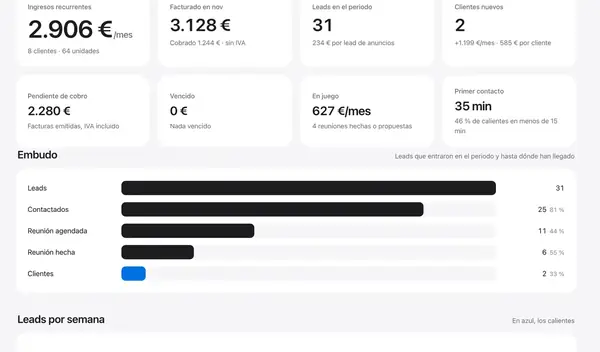 Ingresos recurrentes
2.906 €/mes
8 clientes · 64 unidades
Facturado en nov
3.128 €
Cobrado 1.244 € · sin IVA
Leads en el periodo
31
234 € por lead de anuncios
Clientes nuevos
2
+1.199 €/mes · 585 € por cliente
Pendiente de cobro
2.280 €
Facturas emitidas, IVA incluido
Vencido
0 €
Nada vencido
En juego
627 €/mes
4 reuniones hechas o propuestas
Primer contacto
35 min
46 % de calientes en menos de 15
min
Embudo
Leads que entraron en el periodo y hasta dónde han llegado
Leads 31
Contactados 25 81 %
Reunión agendada 11 44 %
Reunión hecha 6 55 %
Clientes 2 33 %
Leads por semana
En azul, los calientes